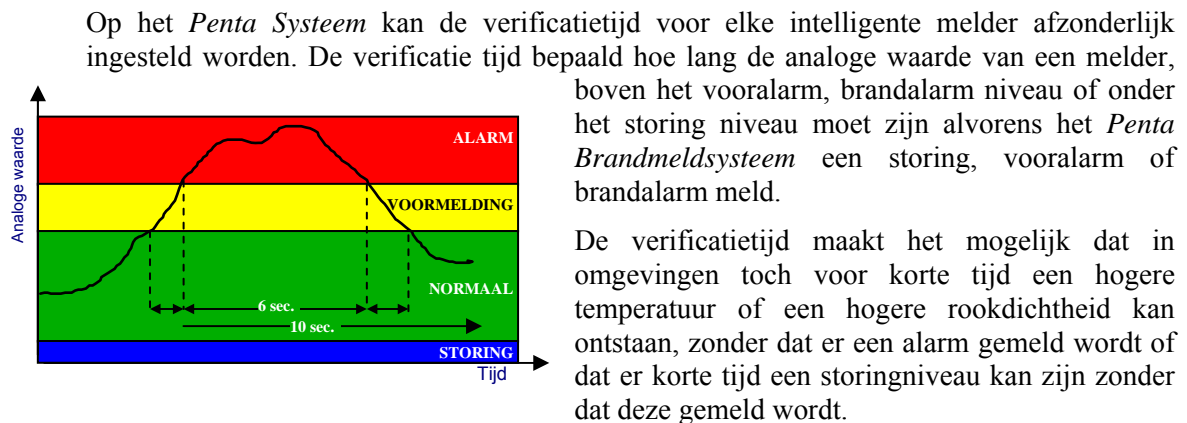 Op het Penta Systeem kan de verificatietijd voor elke intelligente melder afzonderlijk
ingesteld worden. De verificatie tijd bepaald hoe lang de analoge waarde van een melder,
boven het vooralarm, brandalarm niveau of onder
het storing niveau moet zijn alvorens het Penta
Brandmeldsysteem een storing, vooralarm of
brandalarm meld.
De verificatietijd maakt het mogelijk dat in
omgevingen toch voor korte tijd een hogere
temperatuur of een hogere rookdichtheid kan
ontstaan, zonder dat er een alarm gemeld wordt of
dat er korte tijd een storingniveau kan zijn zonder
dat deze gemeld wordt.
Analoge waarde
ALARM
VOORMELDING
NORMAAL
6 sec.
10 sec.
STORING
Tijd